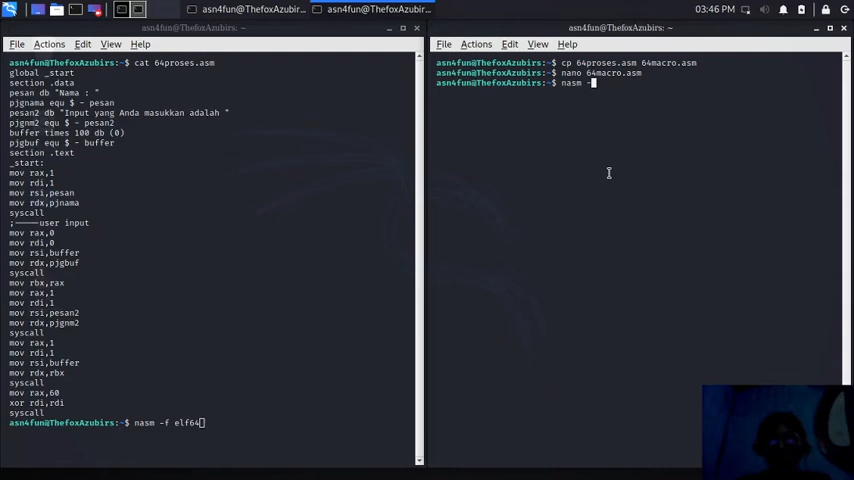 asn4fun@ThefoxAzubirs:... asn4fun@ThefoxAzubir... 03:46 PM
asn4fun@ThefoxAzubirs: ~
File Actions Edit View Help
asn4fun@ThefoxAzubirs:~$ cat 64proses.asm
global _start
section .data
pesan db "Nama : "
pjgnama equ $ - pesan
pesan2 db "Input yang Anda masukkan adalah "
pjgnm2 equ $ - pesan2
buffer times 100 db (0)
pjgbuf equ $ - buffer
section .text
_start:
mov rax,1
mov rdi,1
mov rsi,pesan
mov rdx,pjnama
syscall
;-----user input
mov rax,0
mov rdi,0
mov rsi,buffer
mov rdx,pjgbuf
syscall
mov rbx,rax
mov rax,1
mov rdi,1
mov rsi,pesan2
mov rdx,pjgnm2
syscall
mov rax,1
mov rdi,1
mov rsi,buffer
mov rdx,rbx
syscall
mov rax,60
xor rdi,rdi
syscall
asn4fun@ThefoxAzubirs:~$ nasm -f elf64
asn4fun@ThefoxAzubirs: ~
File Actions Edit View Help
asn4fun@ThefoxAzubirs:~$ cp 64proses.asm 64macro.asm
asn4fun@ThefoxAzubirs:~$ nano 64macro.asm
asn4fun@ThefoxAzubirs:~$ nasm -